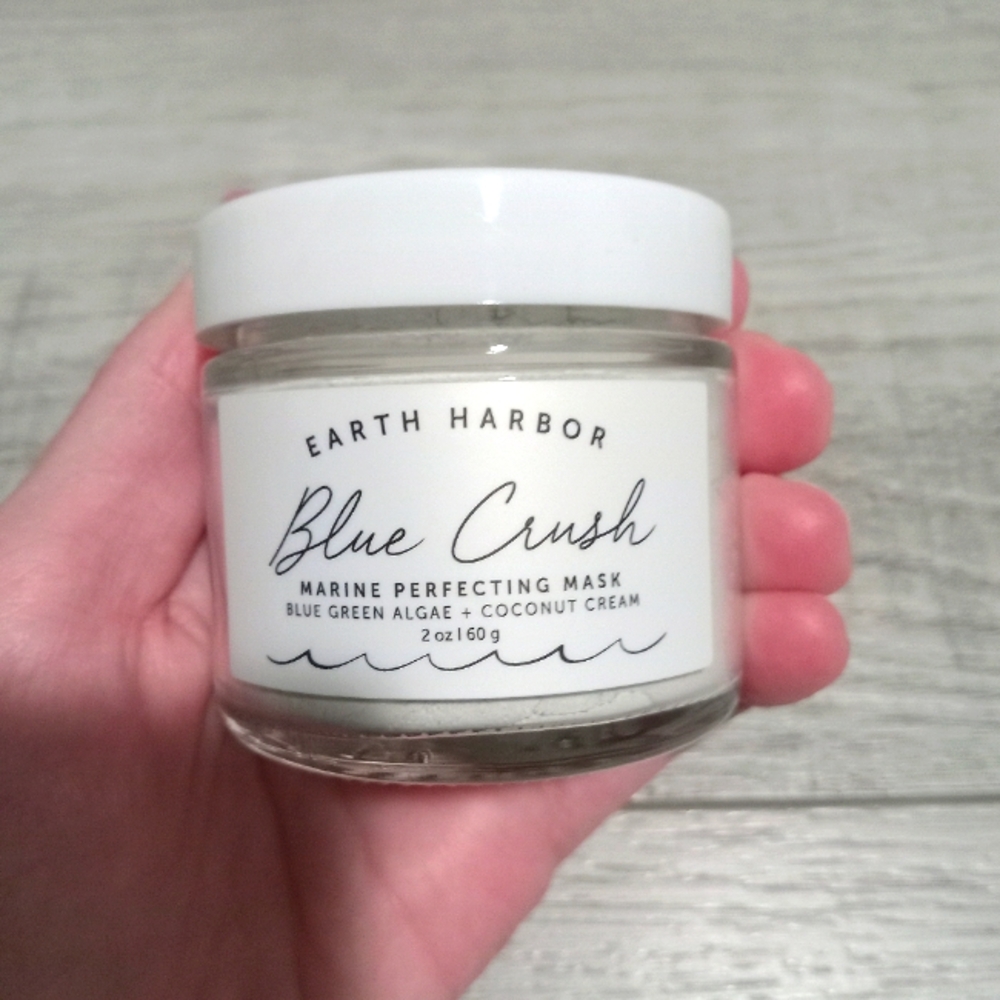 EARTH HARBOR
Blue Crush
MARINE PERFECTING MASK
BLUE GREEN ALGAE + COCONUT CREAM
2 oz | 60 g